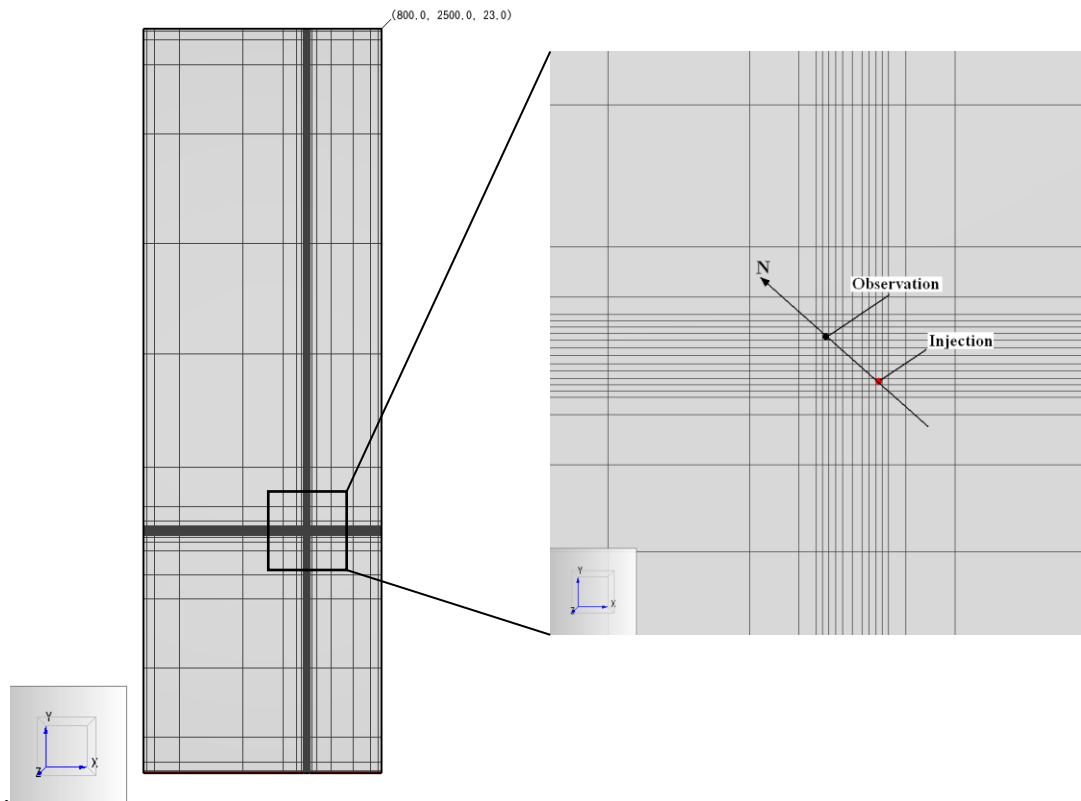 (800.0, 2500.0, 23.0)
N
Observation
Injection
Y
Z
X
Y
Z
X